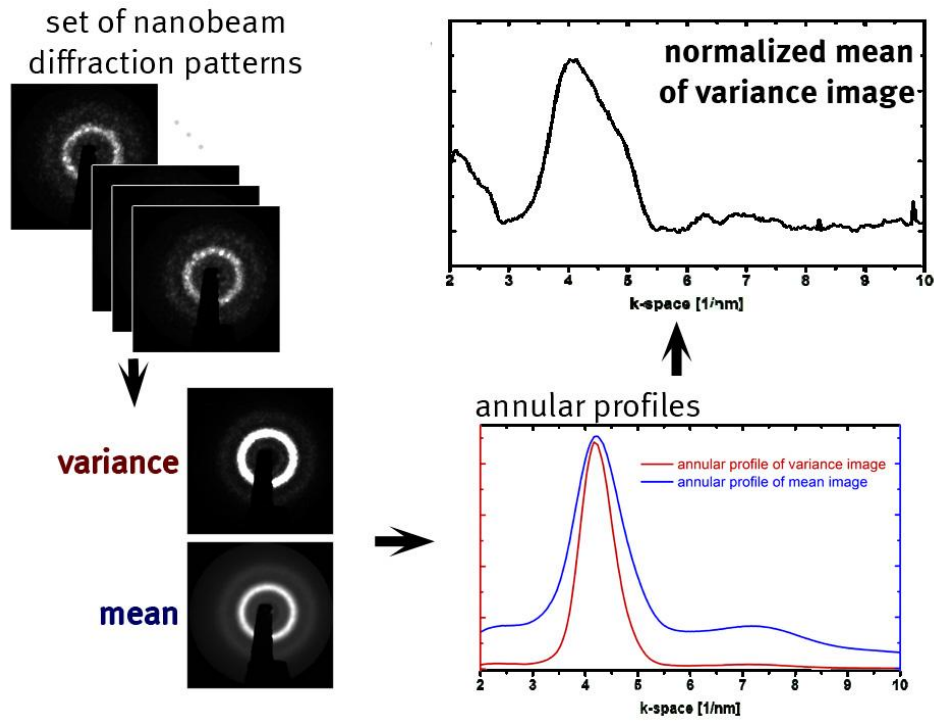 set of nanobeam
diffraction patterns
normalized mean
of variance image
2 3 4 5 6 7 8 9 10
k-space [1/nm]
variance
mean
annular profiles
annular profile of variance image
annular profile of mean image
2 3 4 5 6 7 8 9 10
k-space [1/nm]